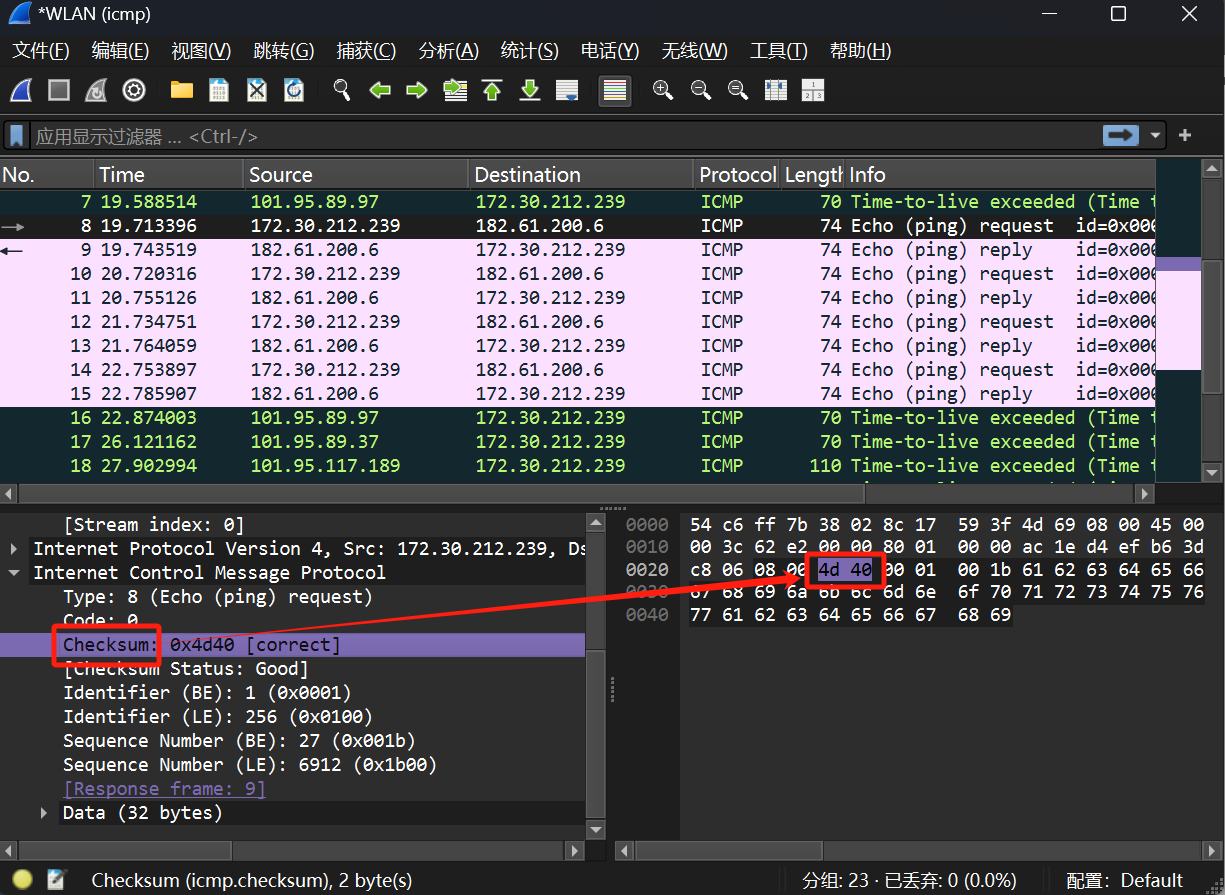 *WLAN (icmp)
文件(F) 编辑(E) 视图(V) 跳转(G) 捕获(C) 分析(A) 统计(S) 电话(Y) 无线(W) 工具(T) 帮助(H)
应用显示过滤器 … <Ctrl-/>
No. Time Source Destination Protocol Length Info
7 19.588514 101.95.89.97 172.30.212.239 ICMP 70 Time-to-live exceeded (Time t
8 19.713396 172.30.212.239 182.61.200.6 ICMP 74 Echo (ping) request id=0x000
9 19.743519 182.61.200.6 172.30.212.239 ICMP 74 Echo (ping) reply id=0x000
10 20.720316 172.30.212.239 182.61.200.6 ICMP 74 Echo (ping) request id=0x000
11 20.755126 182.61.200.6 172.30.212.239 ICMP 74 Echo (ping) reply id=0x000
12 21.734751 172.30.212.239 182.61.200.6 ICMP 74 Echo (ping) request id=0x000
13 21.764059 182.61.200.6 172.30.212.239 ICMP 74 Echo (ping) reply id=0x000
14 22.753897 172.30.212.239 182.61.200.6 ICMP 74 Echo (ping) request id=0x000
15 22.785907 182.61.200.6 172.30.212.239 ICMP 74 Echo (ping) reply id=0x000
16 22.874003 101.95.89.97 172.30.212.239 ICMP 70 Time-to-live exceeded (Time t
17 26.121162 101.95.89.37 172.30.212.239 ICMP 70 Time-to-live exceeded (Time t
18 27.902994 101.95.117.189 172.30.212.239 ICMP 110 Time-to-live exceeded (Time t
[Stream index: 0]
Internet Protocol Version 4, Src: 172.30.212.239, Ds
Internet Control Message Protocol
Type: 8 (Echo (ping) request)
Code: 0
Checksum: 0x4d40 [correct]
[Checksum Status: Good]
Identifier (BE): 1 (0x0001)
Identifier (LE): 256 (0x0100)
Sequence Number (BE): 27 (0x001b)
Sequence Number (LE): 6912 (0x1b00)
[Response frame: 9]
Data (32 bytes)
0000 54 c6 ff 7b 38 02 8c 17 59 3f 4d 69 08 00 45 00
0010 00 3c 62 e2 00 00 80 01 00 00 ac 1e d4 ef b6 3d
0020 c8 06 08 00 4d 40 00 01 00 1b 61 62 63 64 65 66
0030 67 68 69 6a 6b 6c 6d 6e 6f 70 71 72 73 74 75 76
0040 77 61 62 63 64 65 66 67 68 69
Checksum (icmp.checksum), 2 byte(s) 分组: 23 · 已丢弃: 0 (0.0%) 配置: Default